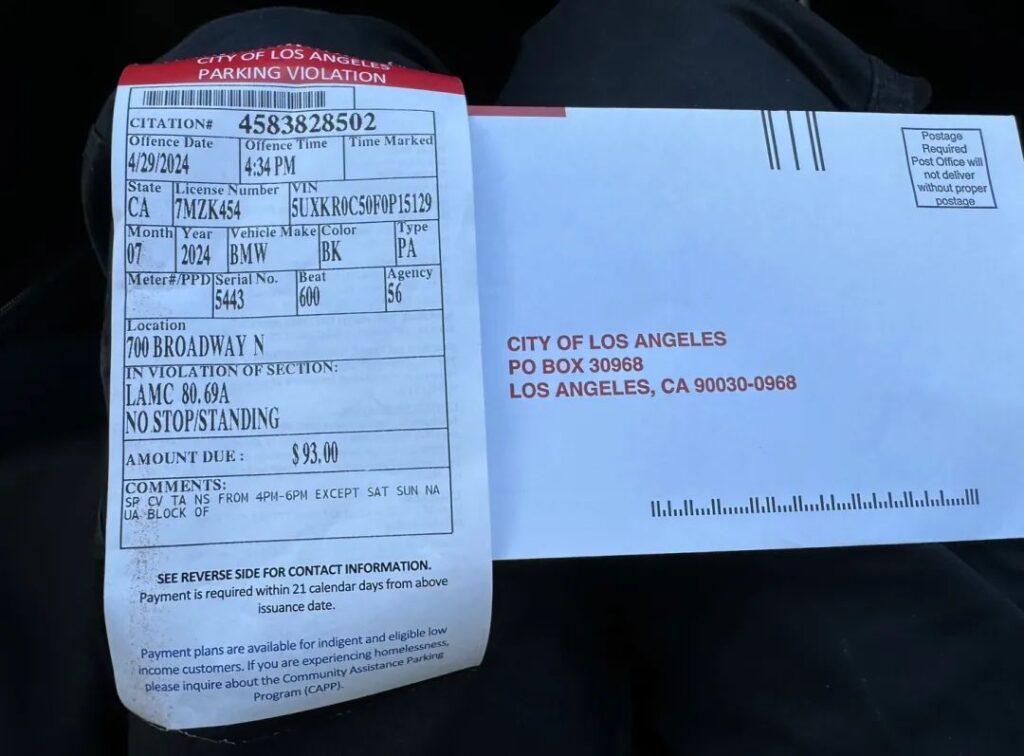 CITY OF LOS ANGELES
PARKING VIOLATION
CITATION# 4583828502
Offence Date Offence Time Time Marked
4/29/2024 4:34 PM
State License Number VIN
CA 7MZK454 5UXKR0C50F0P15129
Month Year Vehicle Make Color Type
07 2024 BMW BK PA
Meter#/PPD Serial No. Beat Agency
5443 600 56
Location
700 BROADWAY N
IN VIOLATION OF SECTION:
LAMC 80.69A
NO STOP/STANDING
AMOUNT DUE : $ 93.00
COMMENTS:
SP CV TA NS FROM 4PM-6PM EXCEPT SAT SUN NA
UA BLOCK OF
SEE REVERSE SIDE FOR CONTACT INFORMATION.
Payment is required within 21 calendar days from above
issuance date.
Payment plans are available for indigent and eligible low
income customers. If you are experiencing homelessness,
please inquire about the Community Assistance Parking
Program (CAPP).
Postage
Required
Post Office will
not deliver
without proper
postage
CITY OF LOS ANGELES
PO BOX 30968
LOS ANGELES, CA 90030-0968